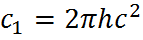 c₁ = 2πhc²